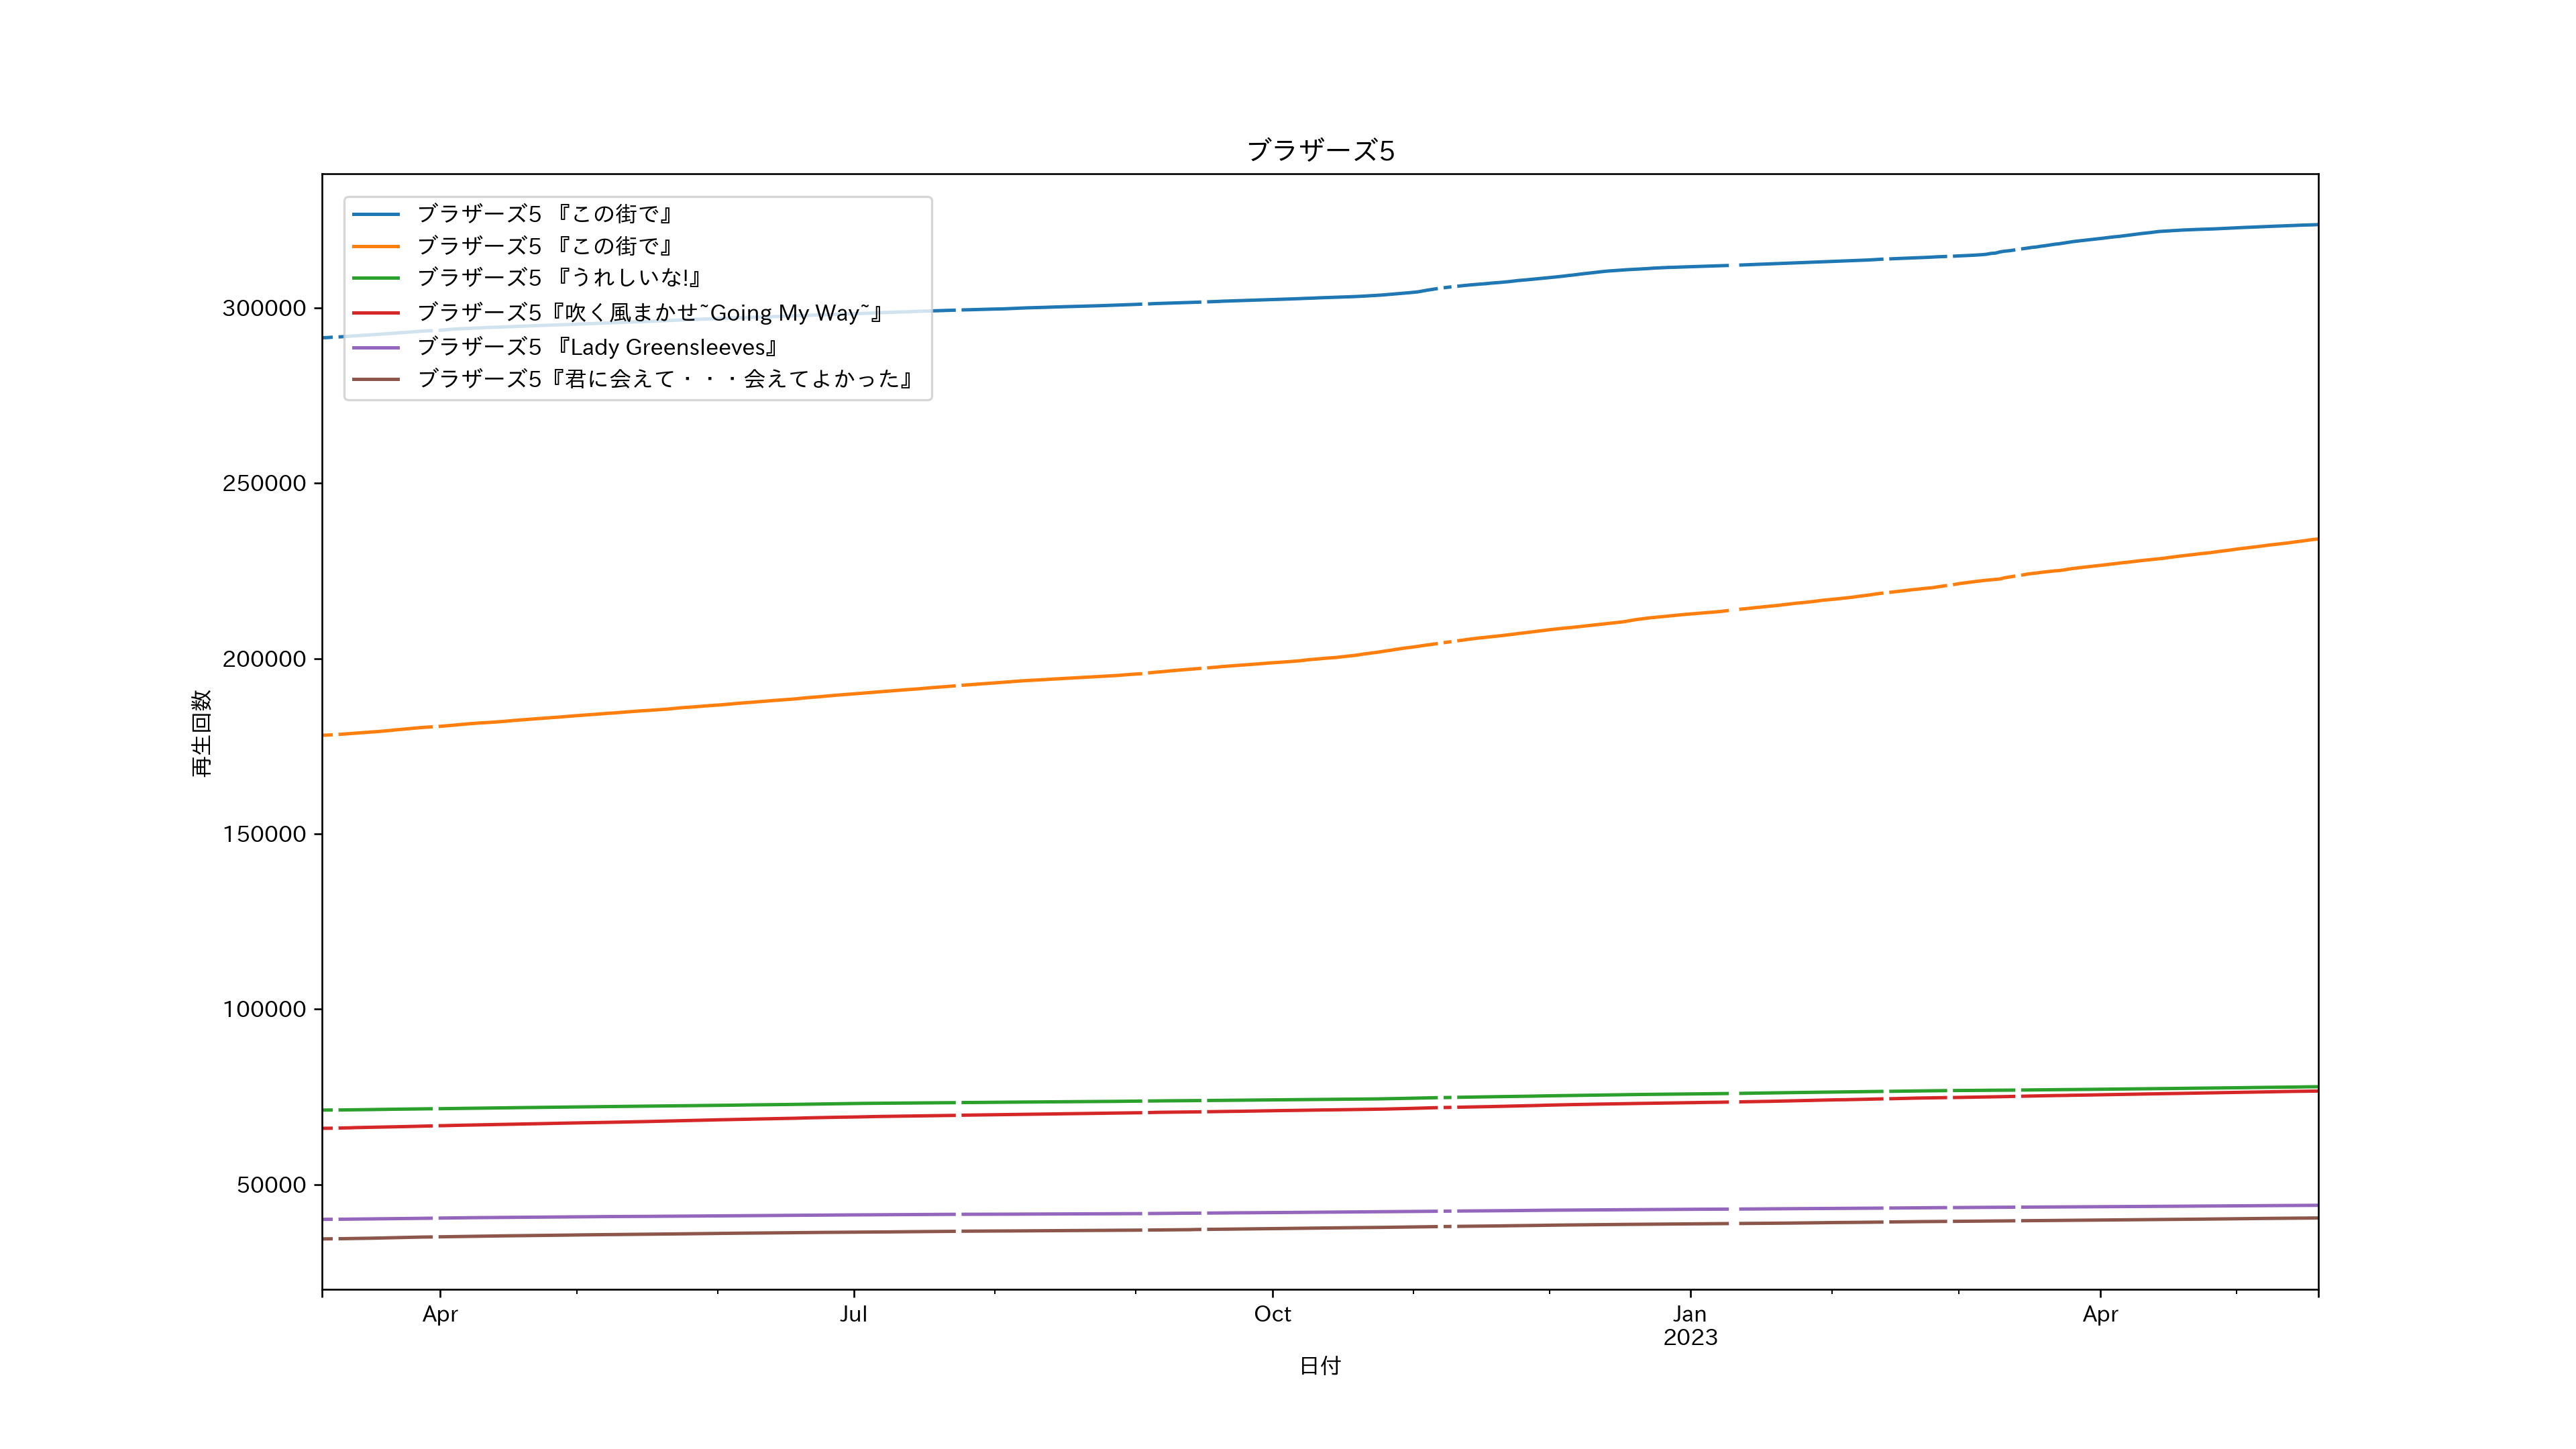 ブラザーズ5
ブラザーズ5 『この街で』
ブラザーズ5 『この街で』
ブラザーズ5 『うれしいな!』
ブラザーズ5『吹く風まかせ~Going My Way~』
ブラザーズ5 『Lady Greensleeves』
ブラザーズ5『君に会えて・・・会えてよかった』
300000
250000
200000
150000
100000
50000
再生回数
Apr
Jul
Oct
Jan
2023
Apr
日付